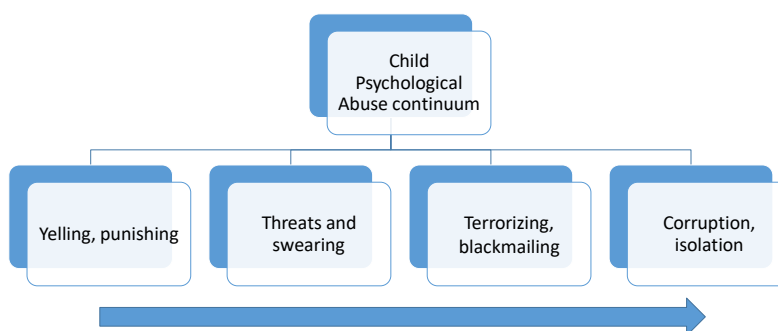 Child
Psychological
Abuse continuum
Yelling, punishing
Threats and
swearing
Terrorizing,
blackmailing
Corruption,
isolation